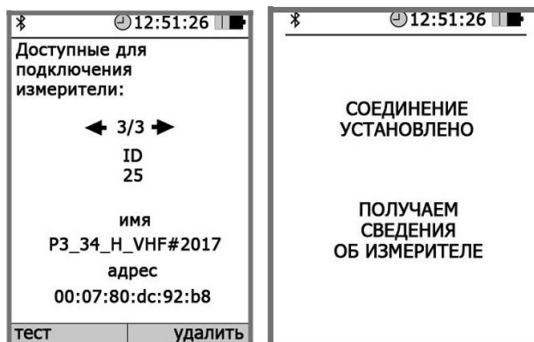 12:51:26
Доступные для
подключения
измерители:
3/3
ID
25
имя
P3_34_H_VHF#2017
адрес
00:07:80:dc:92:b8
тест удалить
12:51:26
СОЕДИНЕНИЕ
УСТАНОВЛЕНО
ПОЛУЧАЕМ
СВЕДЕНИЯ
ОБ ИЗМЕРИТЕЛЕ